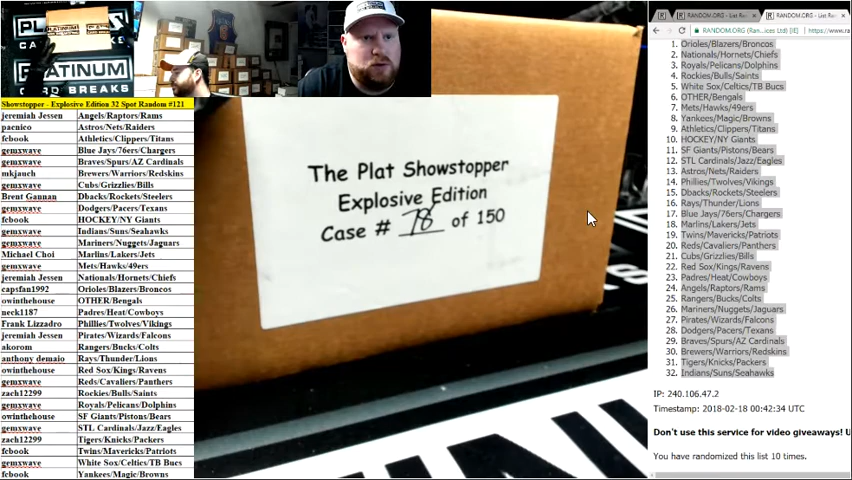 PLATINUM
CARD BREAKS
Showstopper - Explosive Edition 32 Spot Random #121
jeremiah Jessen Angels/Raptors/Rams
pacnico Astros/Nets/Raiders
fcbook Athletics/Clippers/Titans
gemxwave Blue Jays/76ers/Chargers
gemxwave Braves/Spurs/AZ Cardinals
mkjauch Brewers/Warriors/Redskins
gemxwave Cubs/Grizzlies/Bills
Brent Gannan Dbacks/Rockets/Steelers
gemxwave Dodgers/Pacers/Texans
fcbook HOCKEY/NY Giants
gemxwave Indians/Suns/Seahawks
gemxwave Mariners/Nuggets/Jaguars
Michael Choi Marlins/Lakers/Jets
gemxwave Mets/Hawks/49ers
jeremiah Jessen Nationals/Hornets/Chiefs
capsfan1992 Orioles/Blazers/Broncos
owinthehouse OTHER/Bengals
neck1187 Padres/Heat/Cowboys
Frank Lizzadro Phillies/Twolves/Vikings
jeremiah Jessen Pirates/Wizards/Falcons
akorom Rangers/Bucks/Colts
anthony demaio Rays/Thunder/Lions
owinthehouse Red Sox/Kings/Ravens
gemxwave Reds/Cavaliers/Panthers
zach12299 Rockies/Bulls/Saints
gemxwave Royals/Pelicans/Dolphins
owinthehouse SF Giants/Pistons/Bears
gemxwave STL Cardinals/Jazz/Eagles
zach12299 Tigers/Knicks/Packers
fcbook Twins/Mavericks/Patriots
gemxwave White Sox/Celtics/TB Bucs
fcbook Yankees/Magic/Browns
The Plat Showstopper
Explosive Edition
Case # 78 of 150
RANDOM.ORG - List Ra
RANDOM.ORG (Ran...ices Ltd) [IE] https://www.ra
1. Orioles/Blazers/Broncos
2. Nationals/Hornets/Chiefs
3. Royals/Pelicans/Dolphins
4. Rockies/Bulls/Saints
5. White Sox/Celtics/TB Bucs
6. OTHER/Bengals
7. Mets/Hawks/49ers
8. Yankees/Magic/Browns
9. Athletics/Clippers/Titans
10. HOCKEY/NY Giants
11. SF Giants/Pistons/Bears
12. STL Cardinals/Jazz/Eagles
13. Astros/Nets/Raiders
14. Phillies/Twolves/Vikings
15. Dbacks/Rockets/Steelers
16. Rays/Thunder/Lions
17. Blue Jays/76ers/Chargers
18. Marlins/Lakers/Jets
19. Twins/Mavericks/Patriots
20. Reds/Cavaliers/Panthers
21. Cubs/Grizzlies/Bills
22. Red Sox/Kings/Ravens
23. Padres/Heat/Cowboys
24. Angels/Raptors/Rams
25. Rangers/Bucks/Colts
26. Mariners/Nuggets/Jaguars
27. Pirates/Wizards/Falcons
28. Dodgers/Pacers/Texans
29. Braves/Spurs/AZ Cardinals
30. Brewers/Warriors/Redskins
31. Tigers/Knicks/Packers
32. Indians/Suns/Seahawks
IP: 240.106.47.2
Timestamp: 2018-02-18 00:42:34 UTC
Don't use this service for video giveaways! U
You have randomized this list 10 times.